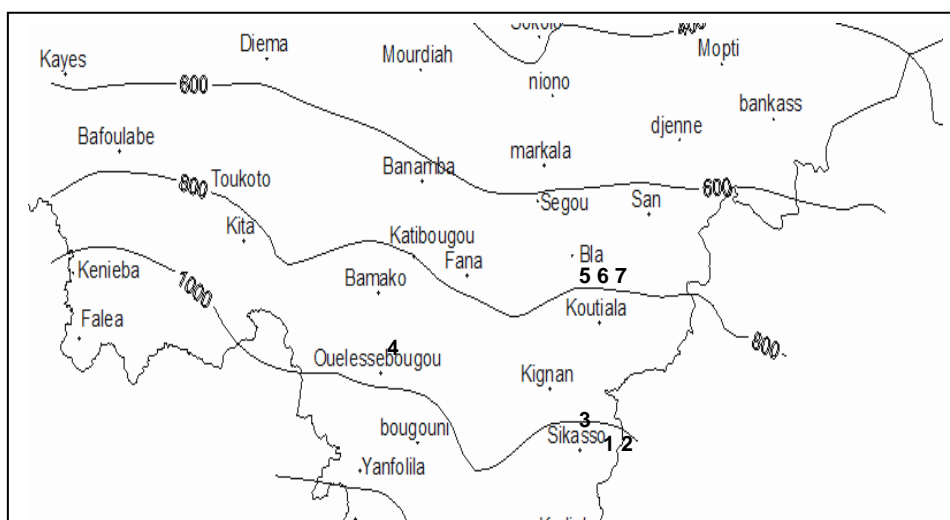 Diema
Mourdiah
Mopti
Kayes
600
niono
bankass
djenne
Bafoulabe
markala
Banamba
800
Toukoto
600
Segou
San
Kita
Katibougou
Fana
Bla
Kenieba
Bamako
5 6 7
1000
Koutiala
Falea
800
4
Ouelessebougou
Kignan
3
bougouni
Sikasso
1 2
Yanfolila